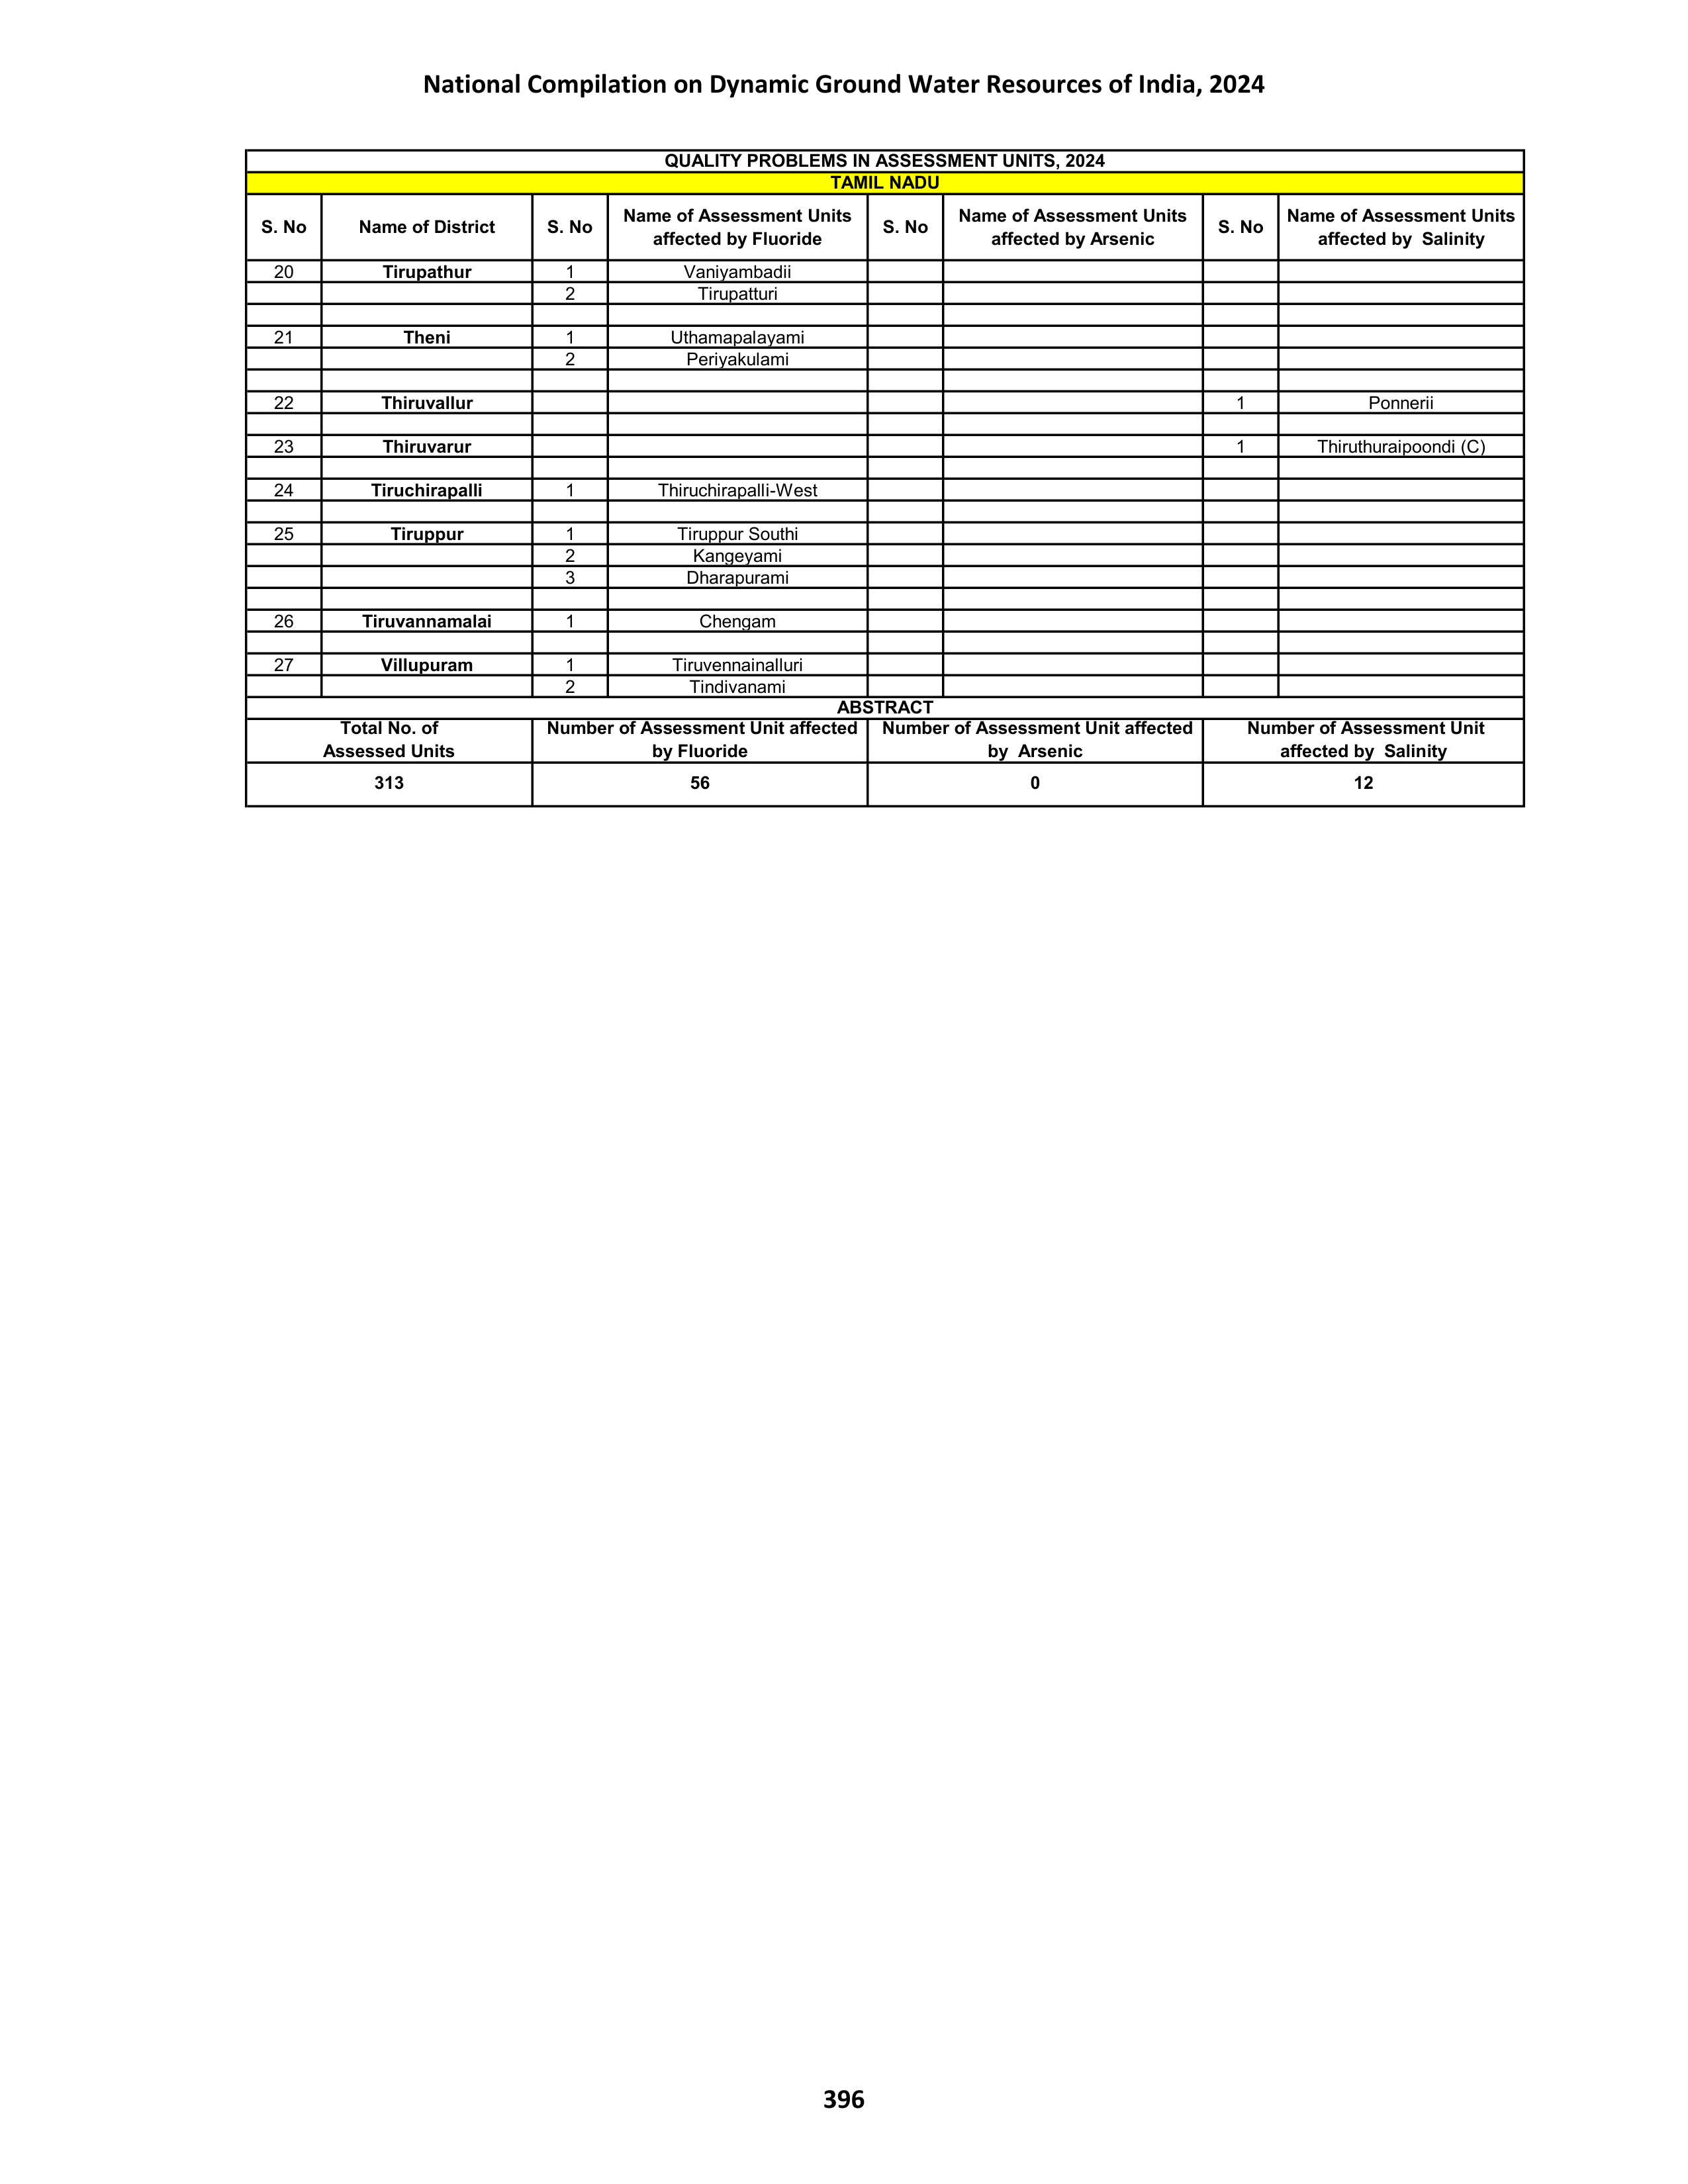 National Compilation on Dynamic Ground Water Resources of India, 2024
QUALITY PROBLEMS IN ASSESSMENT UNITS, 2024
TAMIL NADU
S. No Name of District S. No Name of Assessment Units affected by Fluoride S. No Name of Assessment Units affected by Arsenic S. No Name of Assessment Units affected by Salinity
20 Tirupathur 1 Vaniyambadii
2 Tirupatturi
21 Theni 1 Uthamapalayami
2 Periyakulami
22 Thiruvallur 1 Ponnerii
23 Thiruvarur 1 Thiruthuraipoondi (C)
24 Tiruchirapalli 1 Thiruchirapalli-West
25 Tiruppur 1 Tiruppur Southi
2 Kangeyami
3 Dharapurami
26 Tiruvannamalai 1 Chengam
27 Villupuram 1 Tiruvennainalluri
2 Tindivanami
ABSTRACT
Total No. of Assessed Units Number of Assessment Unit affected by Fluoride Number of Assessment Unit affected by Arsenic Number of Assessment Unit affected by Salinity
313 56 0 12
396